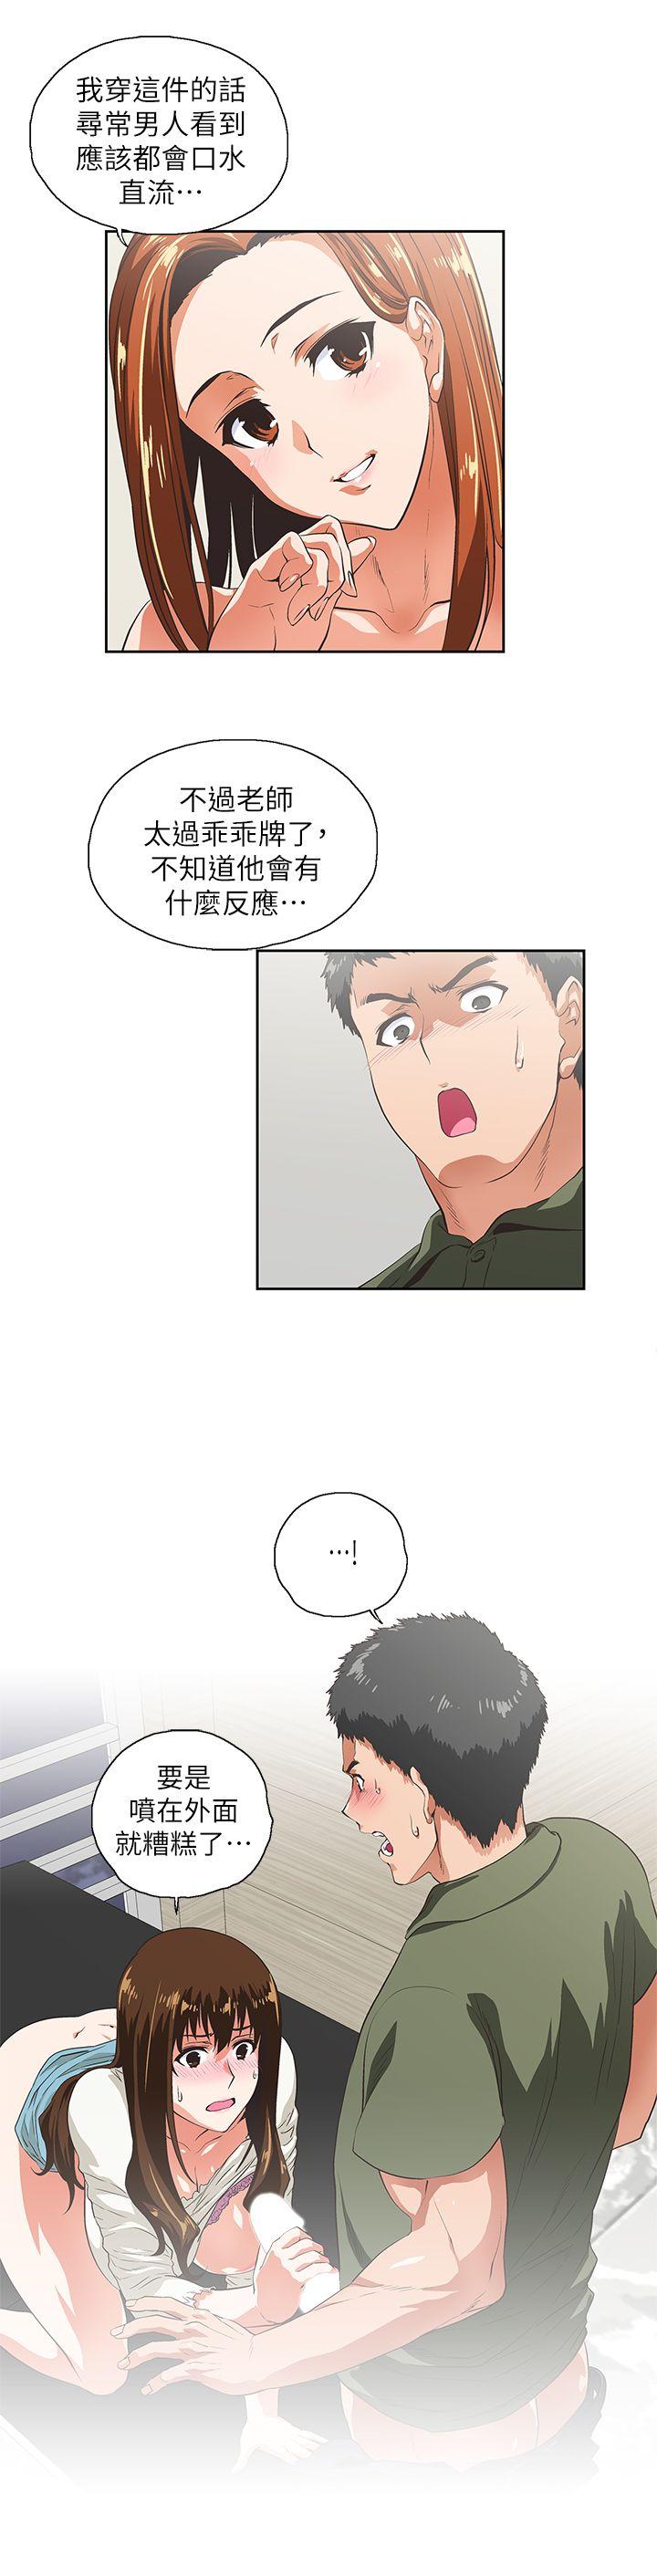 我穿這件的話
尋常男人看到
應該都會口水
直流…
不過老師
太過乖乖牌了，
不知道他會有
什麼反應…
…!
要是
噴在外面
就糟糕了…